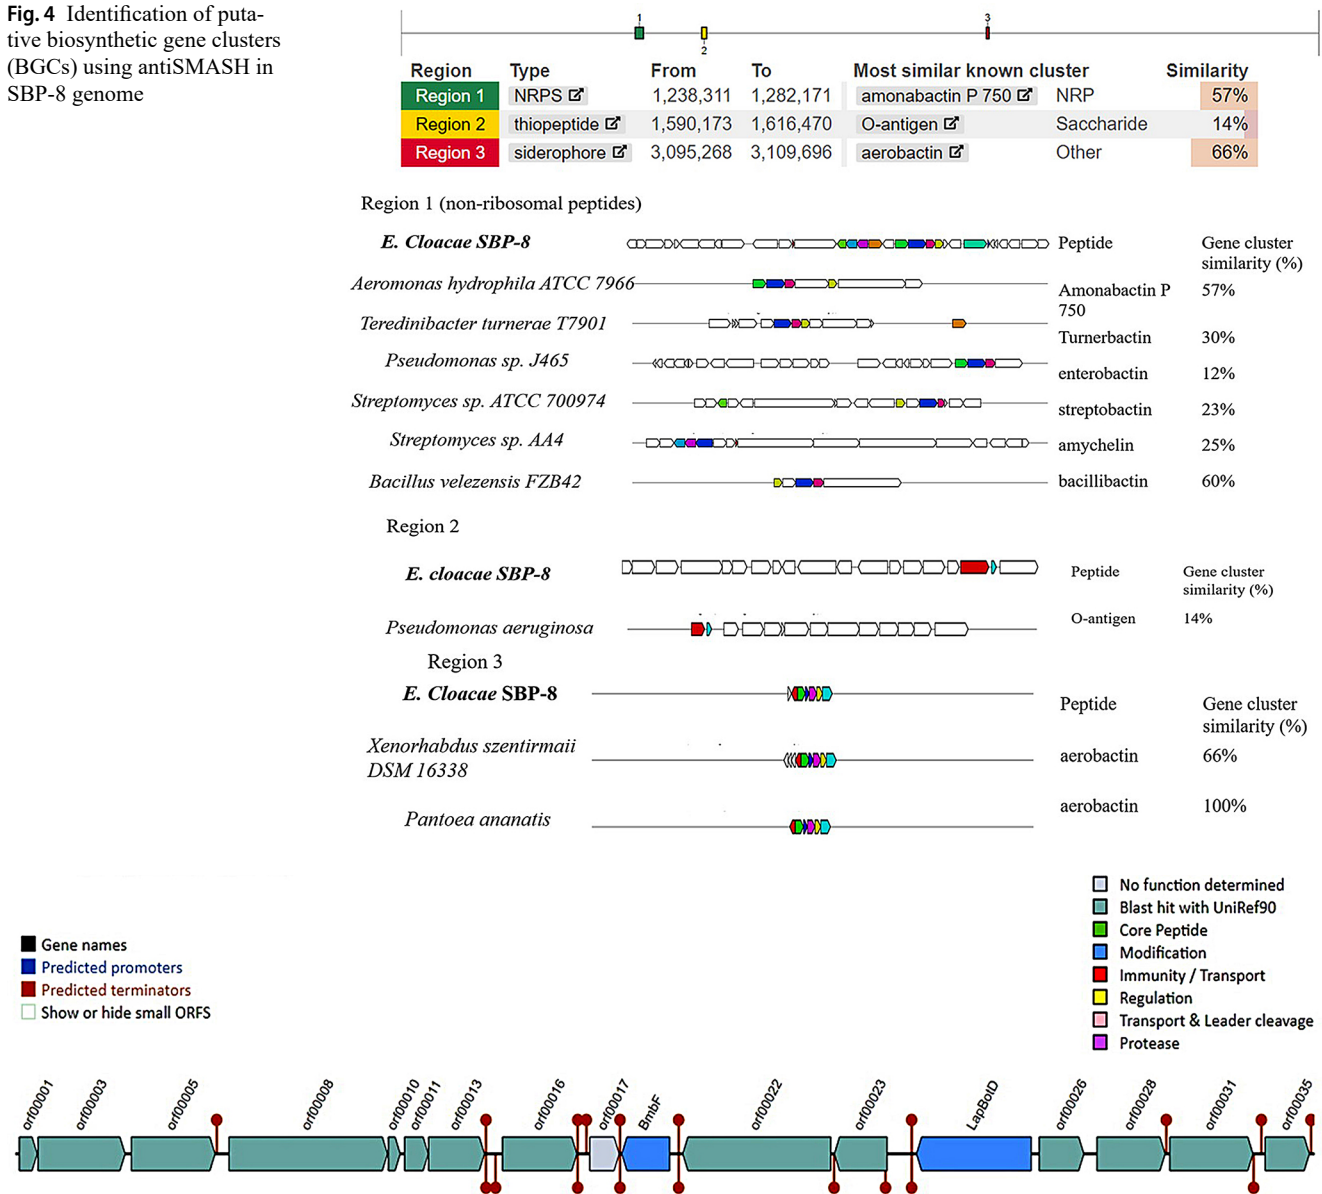 Fig. 4 Identification of puta-
tive biosynthetic gene clusters
(BGCs) using antiSMASH in
SBP-8 genome
1
2
3
Region Type From To Most similar known cluster Similarity
Region 1 NRPS 1,238,311 1,282,171 amonabactin P 750 NRP 57%
Region 2 thiopeptide 1,590,173 1,616,470 O-antigen Saccharide 14%
Region 3 siderophore 3,095,268 3,109,696 aerobactin Other 66%
Region 1 (non-ribosomal peptides)
E. Cloacae SBP-8 Peptide Gene cluster
similarity (%)
Aeromonas hydrophila ATCC 7966 Amonabactin P
750 57%
Teredinibacter turnerae T7901 Turnerbactin 30%
Pseudomonas sp. J465 enterobactin 12%
Streptomyces sp. ATCC 700974 streptobactin 23%
Streptomyces sp. AA4 amychelin 25%
Bacillus velezensis FZB42 bacillibactin 60%
Region 2
E. cloacae SBP-8 Peptide Gene cluster
similarity (%)
Pseudomonas aeruginosa O-antigen 14%
Region 3
E. Cloacae SBP-8 Peptide Gene cluster
similarity (%)
Xenorhabdus szentirmaii
DSM 16338 aerobactin 66%
Pantoea ananatis aerobactin 100%
No function determined
Blast hit with UniRef90
Core Peptide
Modification
Immunity / Transport
Regulation
Transport & Leader cleavage
Protease
Gene names
Predicted promoters
Predicted terminators
Show or hide small ORFS
orf00001 orf00003 orf00005 orf00008 orf00010 orf00011 orf00013 orf00016 orf00017 BmbF orf00022 orf00023 LapBotD orf00026 orf00028 orf00031 orf00035